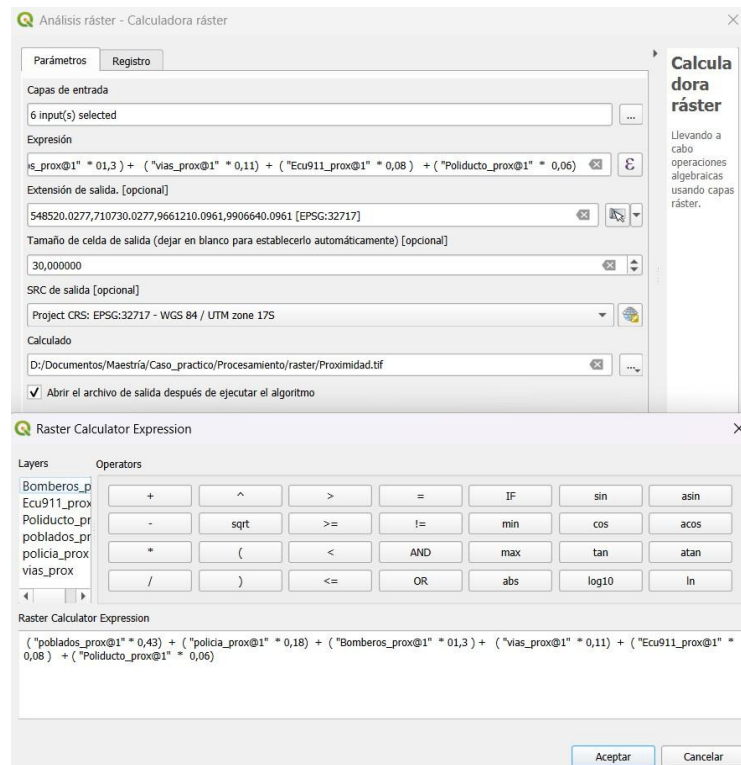 Análisis ráster - Calculadora ráster
Parámetros
Registro
Capas de entrada
6 input(s) selected
...
Expresión
s_prox@1" * 01,3 ) + ( "vias_prox@1" * 0,11) + ( "Ecu911_prox@1" * 0,08 ) + ( "Poliducto_prox@1" * 0,06)
ε
Extensión de salida. [opcional]
548520.0277,710730.0277,9661210.0961,9906640.0961 [EPSG:32717]
Tamaño de celda de salida (dejar en blanco para establecerlo automáticamente) [opcional]
30,000000
SRC de salida [opcional]
Project CRS: EPSG:32717 - WGS 84 / UTM zone 17S
Calculado
D:/Documentos/Maestría/Caso_practico/Procesamiento/raster/Proximidad.tif
...
Abrir el archivo de salida después de ejecutar el algoritmo
Calcula
dora
ráster
Llevando a
cabo
operaciones
algebraicas
usando capas
ráster.
Raster Calculator Expression
Layers
Operators
Bomberos_p
Ecu911_prox
Poliducto_pr
poblados_pr
policia_prox
vias_prox
+ ^ > = IF sin asin
- sqrt >= != min cos acos
* ( < AND max tan atan
/ ) <= OR abs log10 ln
Raster Calculator Expression
( "poblados_prox@1" * 0,43) + ( "policia_prox@1" * 0,18) + ( "Bomberos_prox@1" * 01,3 ) + ( "vias_prox@1" * 0,11) + ( "Ecu911_prox@1" *
0,08 ) + ( "Poliducto_prox@1" * 0,06)
Aceptar
Cancelar